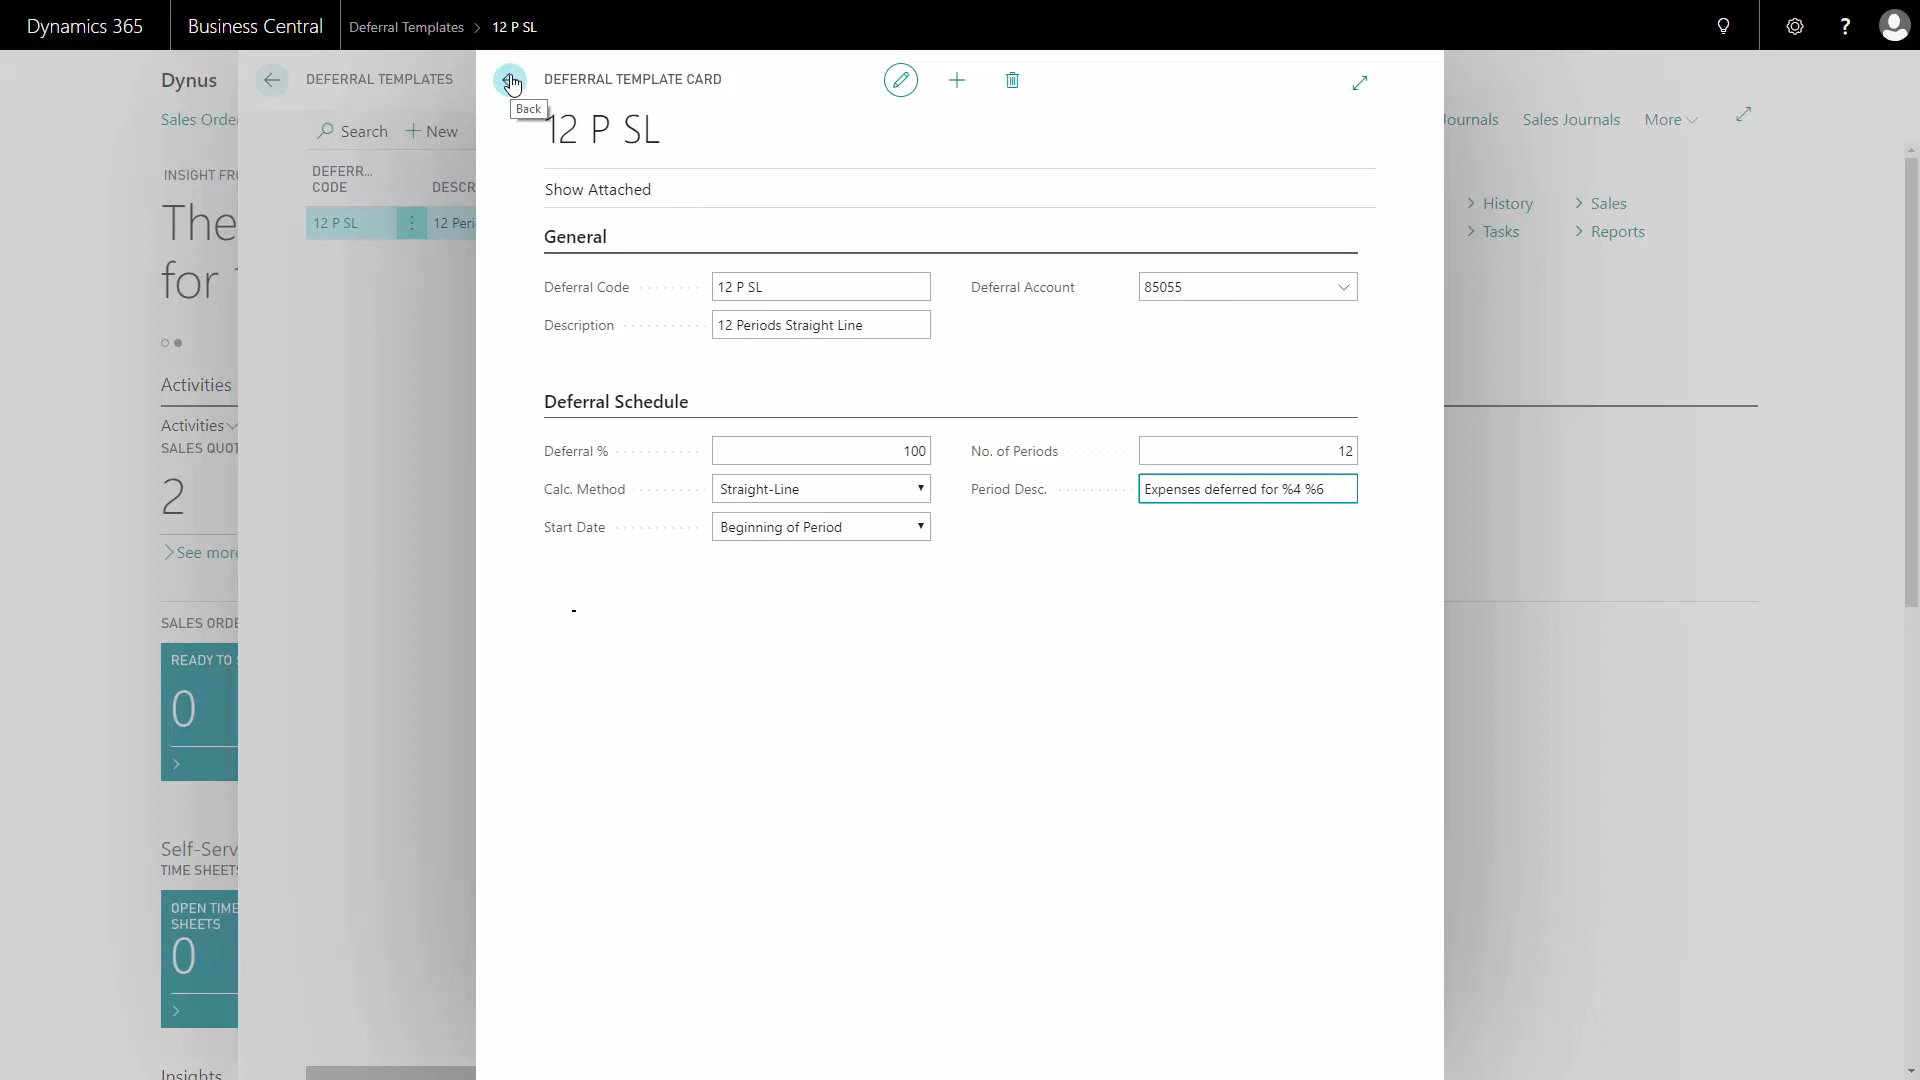 Dynamics 365
Business Central
Deferral Templates > 12 P SL
?
Dynus
Sales Orde
INSIGHT FRO
The
for
Activities
Activities
SALES QUOT
2
See more
SALES ORDE
READY TO S
0
Self-Serv
TIME SHEETS
OPEN TIME
SHEETS
0
Insights
DEFERRAL TEMPLATES
Search
New
DEFERR...
CODE
DESCR
12 P SL
12 Peri
DEFERRAL TEMPLATE CARD
Back
12 P SL
Show Attached
General
Deferral Code
12 P SL
Deferral Account
85055
Description
12 Periods Straight Line
Deferral Schedule
Deferral %
100
No. of Periods
12
Calc. Method
Straight-Line
Period Desc.
Expenses deferred for %4 %6
Start Date
Beginning of Period
-
Journals
Sales Journals
More
History
Sales
Tasks
Reports